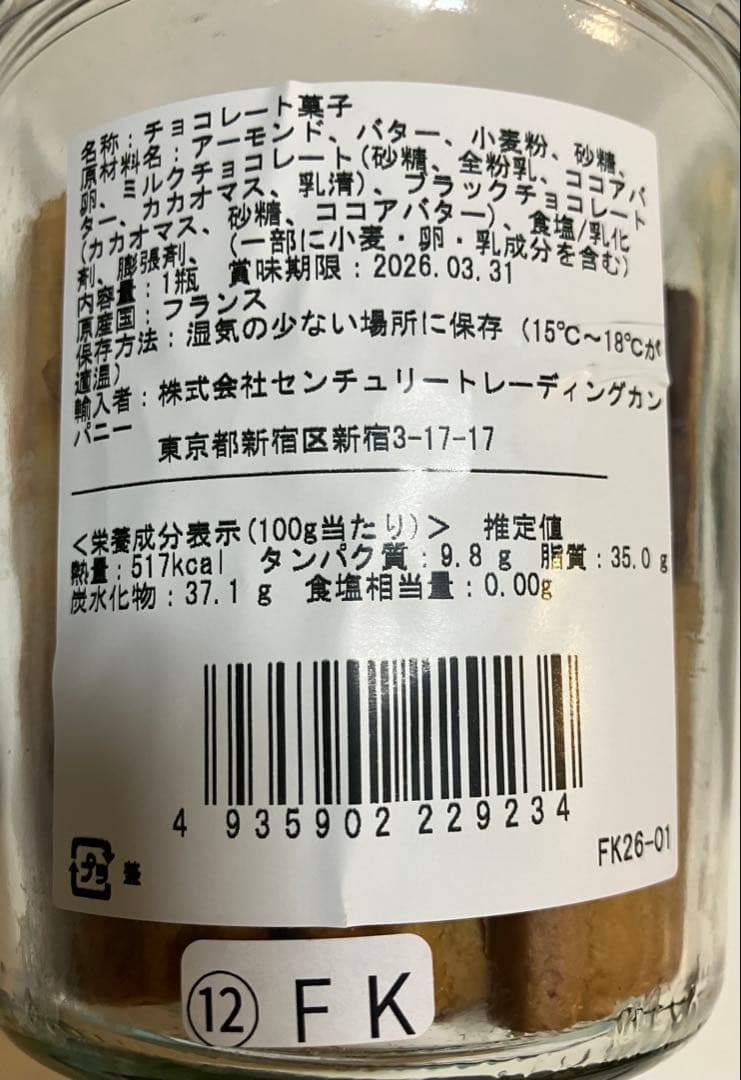 名称：チョコレート菓子
原材料名：アーモンド、バター、小麦粉、砂糖、
卵、ミルクチョコレート(砂糖、全粉乳、ココアバ
ター、カカオマス、乳清)、ブラックチョコレート
(カカオマス、砂糖、ココアバター)、食塩/乳化
剤、膨張剤、(一部に小麦・卵・乳成分を含む)
内容量：1瓶 賞味期限：2026.03.31
原産国：フランス
保存方法：湿気の少ない場所に保存 (15℃〜18℃が
適温)
輸入者：株式会社センチュリートレーディングカン
パニー
東京都新宿区新宿3-17-17
<栄養成分表示(100g当たり)> 推定値
熱量：517kcal タンパク質：9.8 g 脂質：35.0 g
炭水化物：37.1 g 食塩相当量：0.00g
4 935902 229234
FK26-01
プラ 蓋
⑫ FK